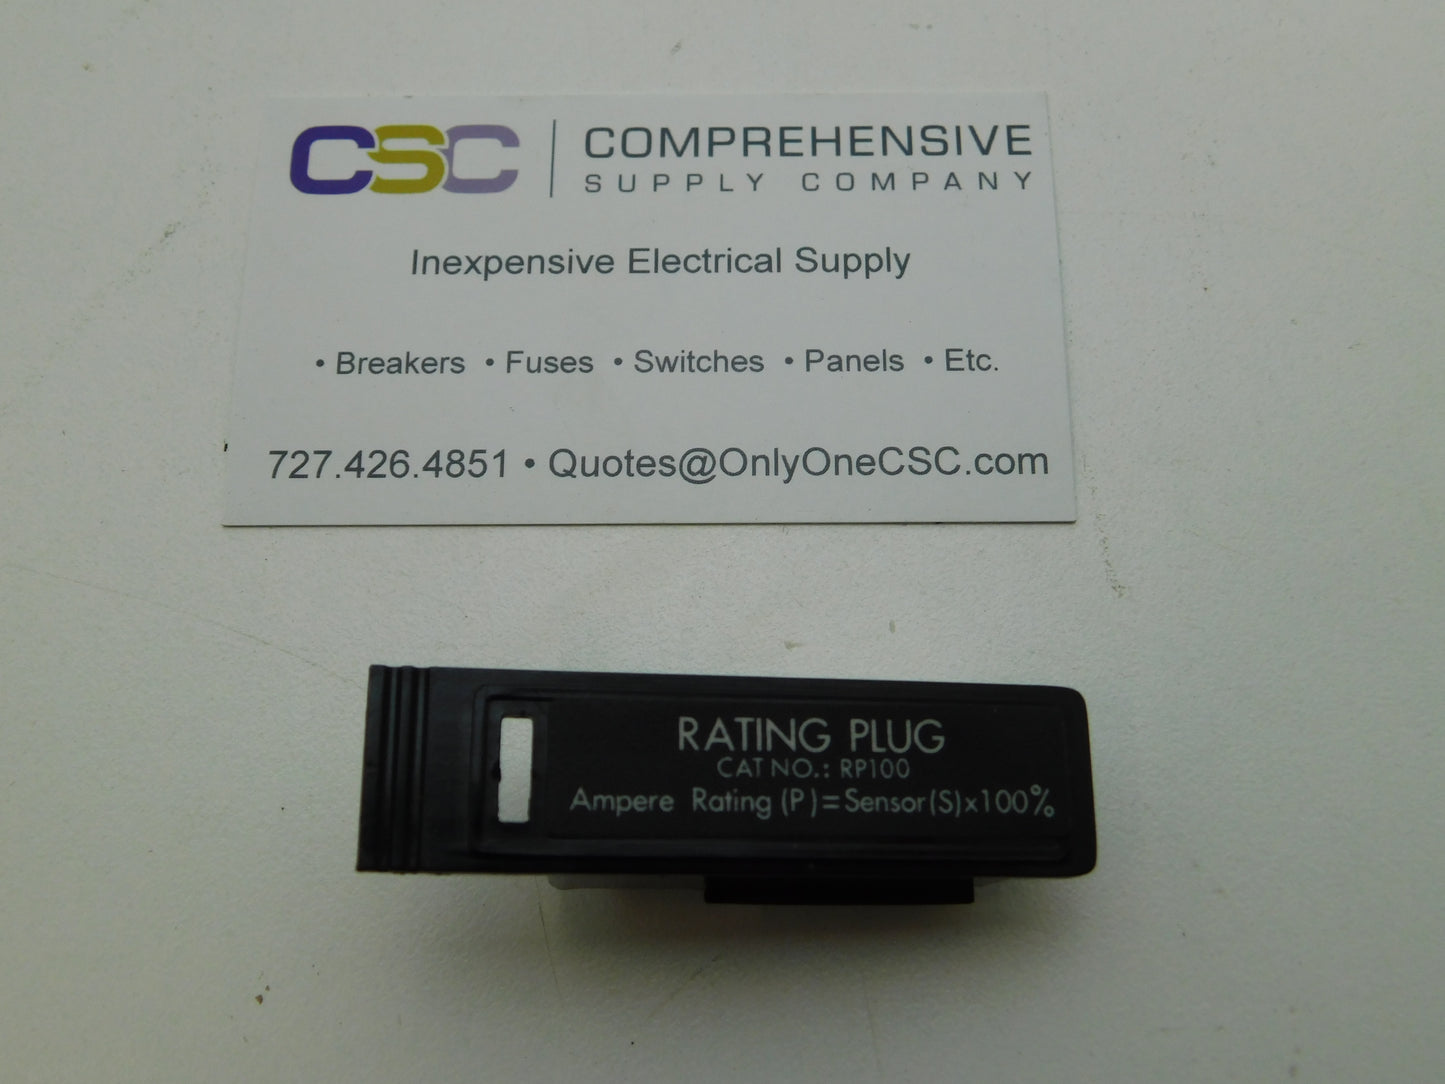 CSC
COMPREHENSIVE
SUPPLY COMPANY
Inexpensive Electrical Supply
• Breakers • Fuses • Switches • Panels • Etc.
727.426.4851 • Quotes@OnlyOneCSC.com
RATING PLUG
CAT NO.: RP100
Ampere Rating (P)=Sensor(S)x100%